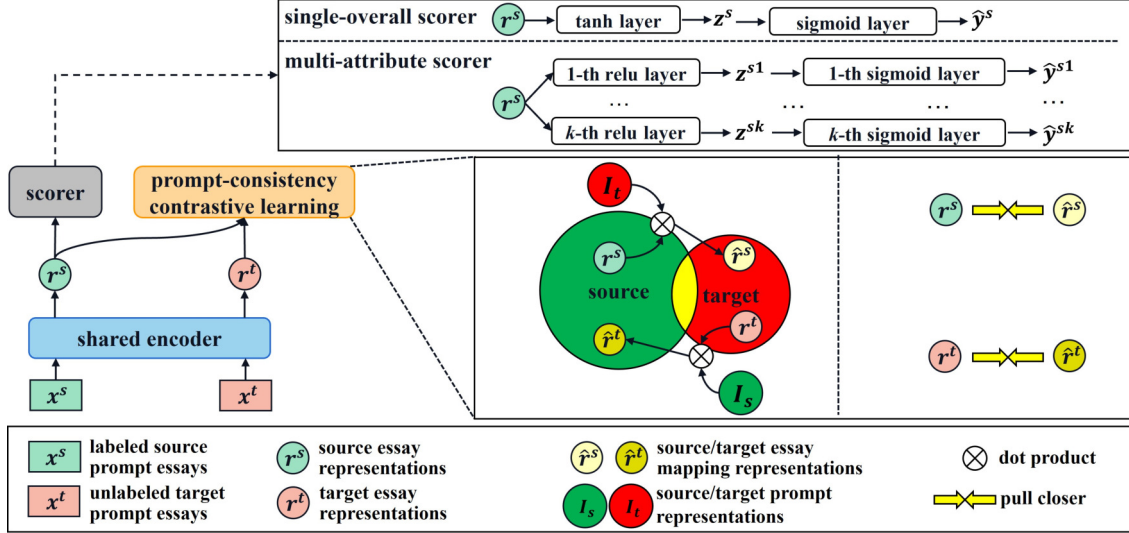 single-overall scorer r^s tanh layer z^s sigmoid layer ŷ^s
multi-attribute scorer
1-th relu layer z^{s1} 1-th sigmoid layer ŷ^{s1}
r^s ... ... ... ...
k-th relu layer z^{sk} k-th sigmoid layer ŷ^{sk}
scorer
prompt-consistency
contrastive learning
r^s r^t
shared encoder
x^s x^t
I_t
r^s r̂^s
source target
r̂^t r^t
I_s
r^s r̂^s
r^t r̂^t
x^s labeled source
prompt essays
x^t unlabeled target
prompt essays
r^s source essay
representations
r^t target essay
representations
r̂^s r̂^t source/target essay
mapping representations
I_s I_t source/target prompt
representations
dot product
pull closer